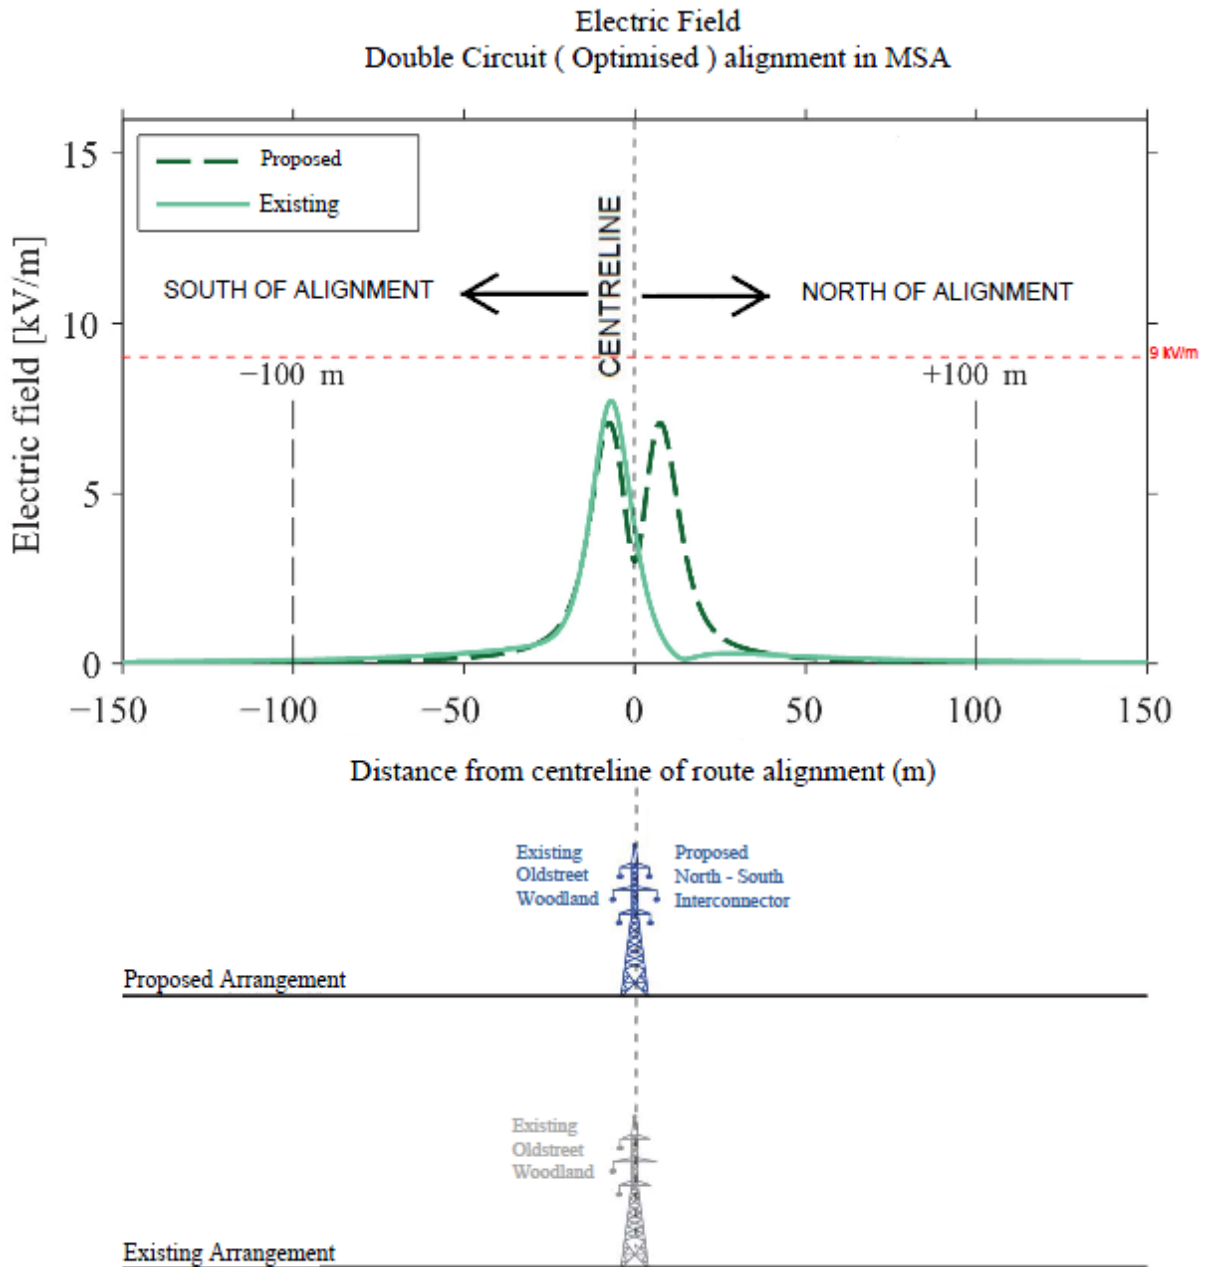 Electric Field
Double Circuit ( Optimised ) alignment in MSA
15
10
5
0
Electric field [kV/m]
Proposed
Existing
CENTRELINE
SOUTH OF ALIGNMENT
NORTH OF ALIGNMENT
9 KV/m
−100 m
+100 m
−150
−100
−50
0
50
100
150
Distance from centreline of route alignment (m)
Existing
Oldstreet
Woodland
Proposed
North - South
Interconnector
Proposed Arrangement
Existing
Oldstreet
Woodland
Existing Arrangement